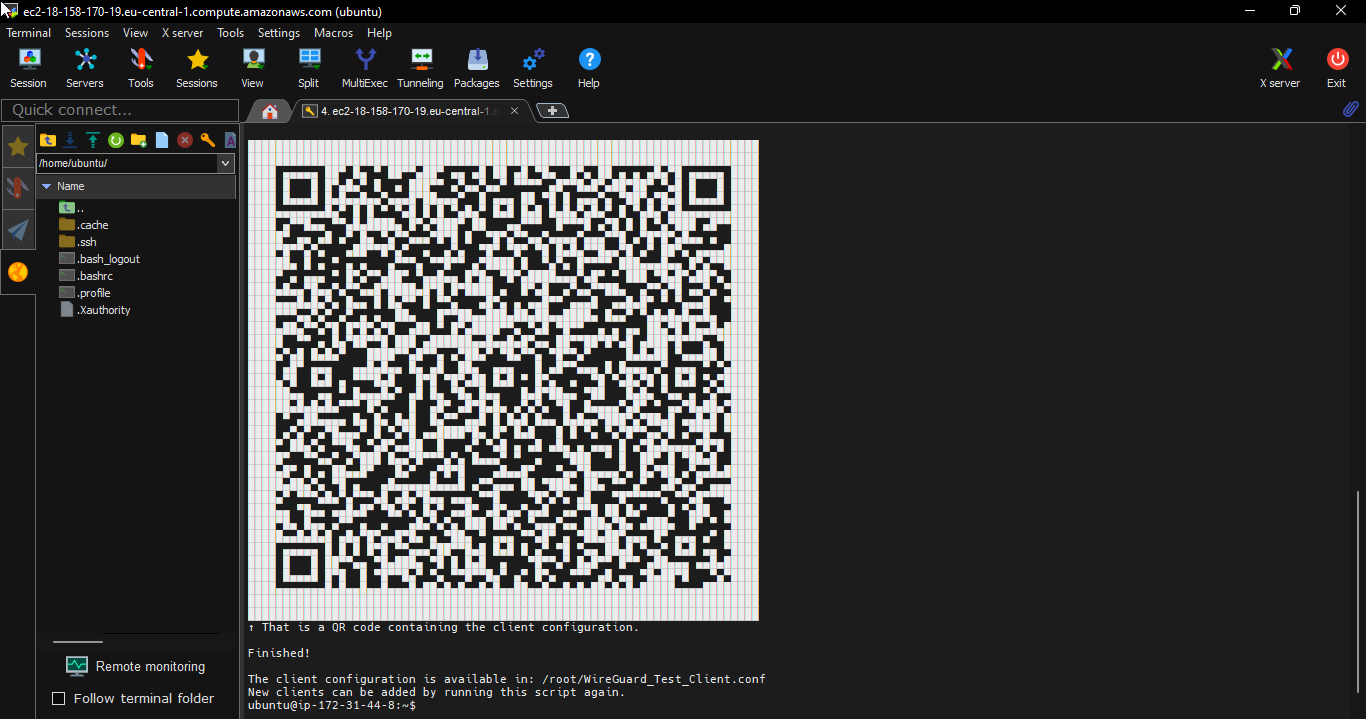 ec2-18-158-170-19.eu-central-1.compute.amazonaws.com (ubuntu)
Terminal Sessions View X server Tools Settings Macros Help
Session Servers Tools Sessions View Split MultiExec Tunneling Packages Settings Help X server Exit
Quick connect...
4. ec2-18-158-170-19.eu-central-1.c
/home/ubuntu/
Name
..
.cache
.ssh
.bash_logout
.bashrc
.profile
.Xauthority
Remote monitoring
Follow terminal folder
↑ That is a QR code containing the client configuration.
Finished!
The client configuration is available in: /root/WireGuard_Test_Client.conf
New clients can be added by running this script again.
ubuntu@ip-172-31-44-8:~$